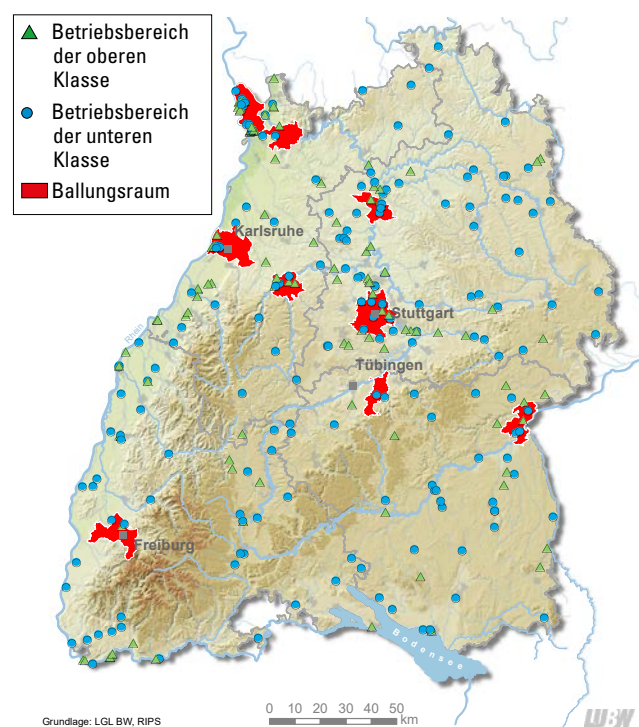 Betriebsbereich
der oberen
Klasse
Betriebsbereich
der unteren
Klasse
Ballungsraum
Karlsruhe
Rhein
Stuttgart
Tübingen
Freiburg
Bodensee
Grundlage: LGL BW, RIPS
0 10 20 30 40 50
km
LUBW